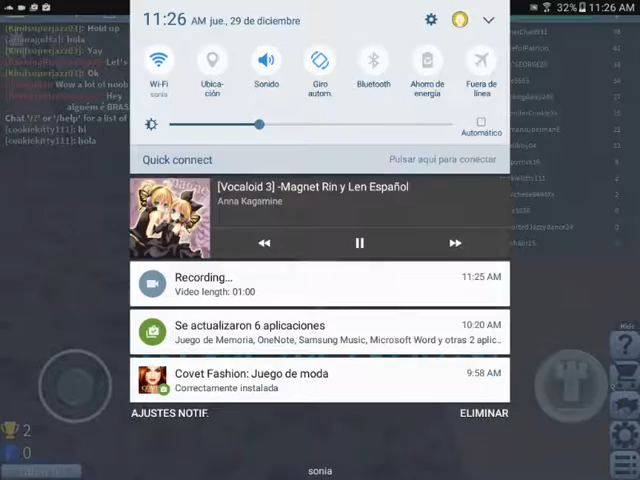 11:26 AM jue., 29 de diciembre
32% 11:26 AM
Wi-Fi
sonia
Ubica-
ción
Sonido
Giro
autom.
Bluetooth
Ahorro de
energía
Fuera de
línea
Automático
Quick connect
Pulsar aquí para conectar
[Vocaloid 3] -Magnet Rin y Len Español
Anna Kagamine
Recording...
11:25 AM
Video length: 01:00
Se actualizaron 6 aplicaciones
10:20 AM
Juego de Memoria, OneNote, Samsung Music, Microsoft Word y otras 2 aplic..
Covet Fashion: Juego de moda
9:58 AM
Correctamente instalada
AJUSTES NOTIF.
ELIMINAR
sonia
Hold up
hola
Yay
Let's
Ok
Wow a lot of noob
Hey
alguém é BRAS
Chat '/?' or '/help' for a list of
[cookiekitty111]: hi
[cookiekitty111]: hola
2
0
Hide